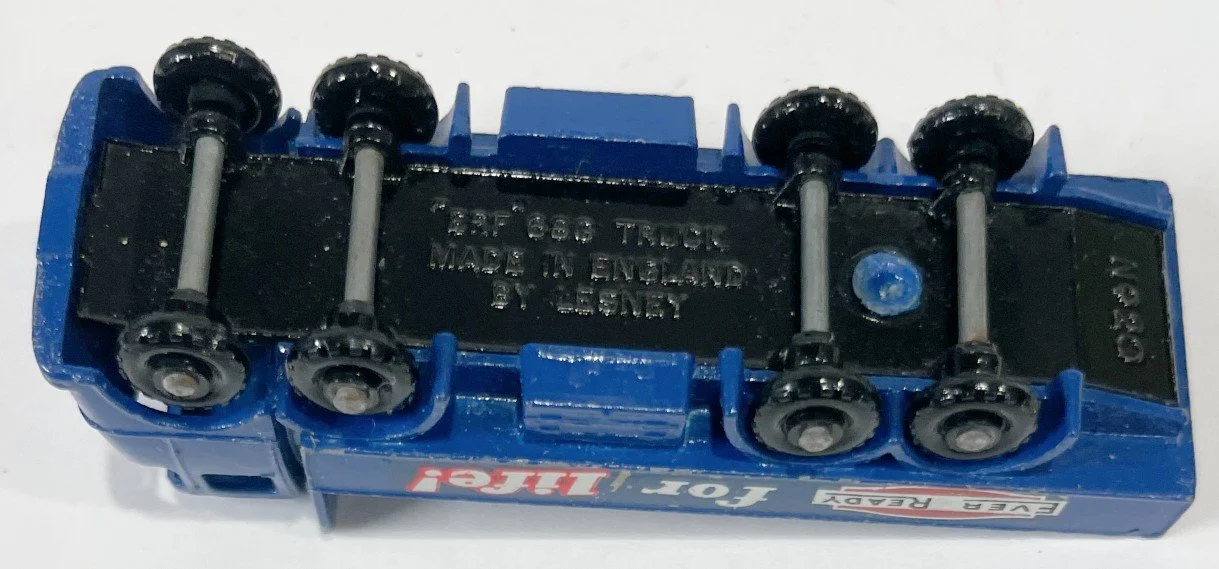 "ERF" 686 TRUCK
MADE IN ENGLAND
BY LESNEY
Nº20
EVER READY
for life!